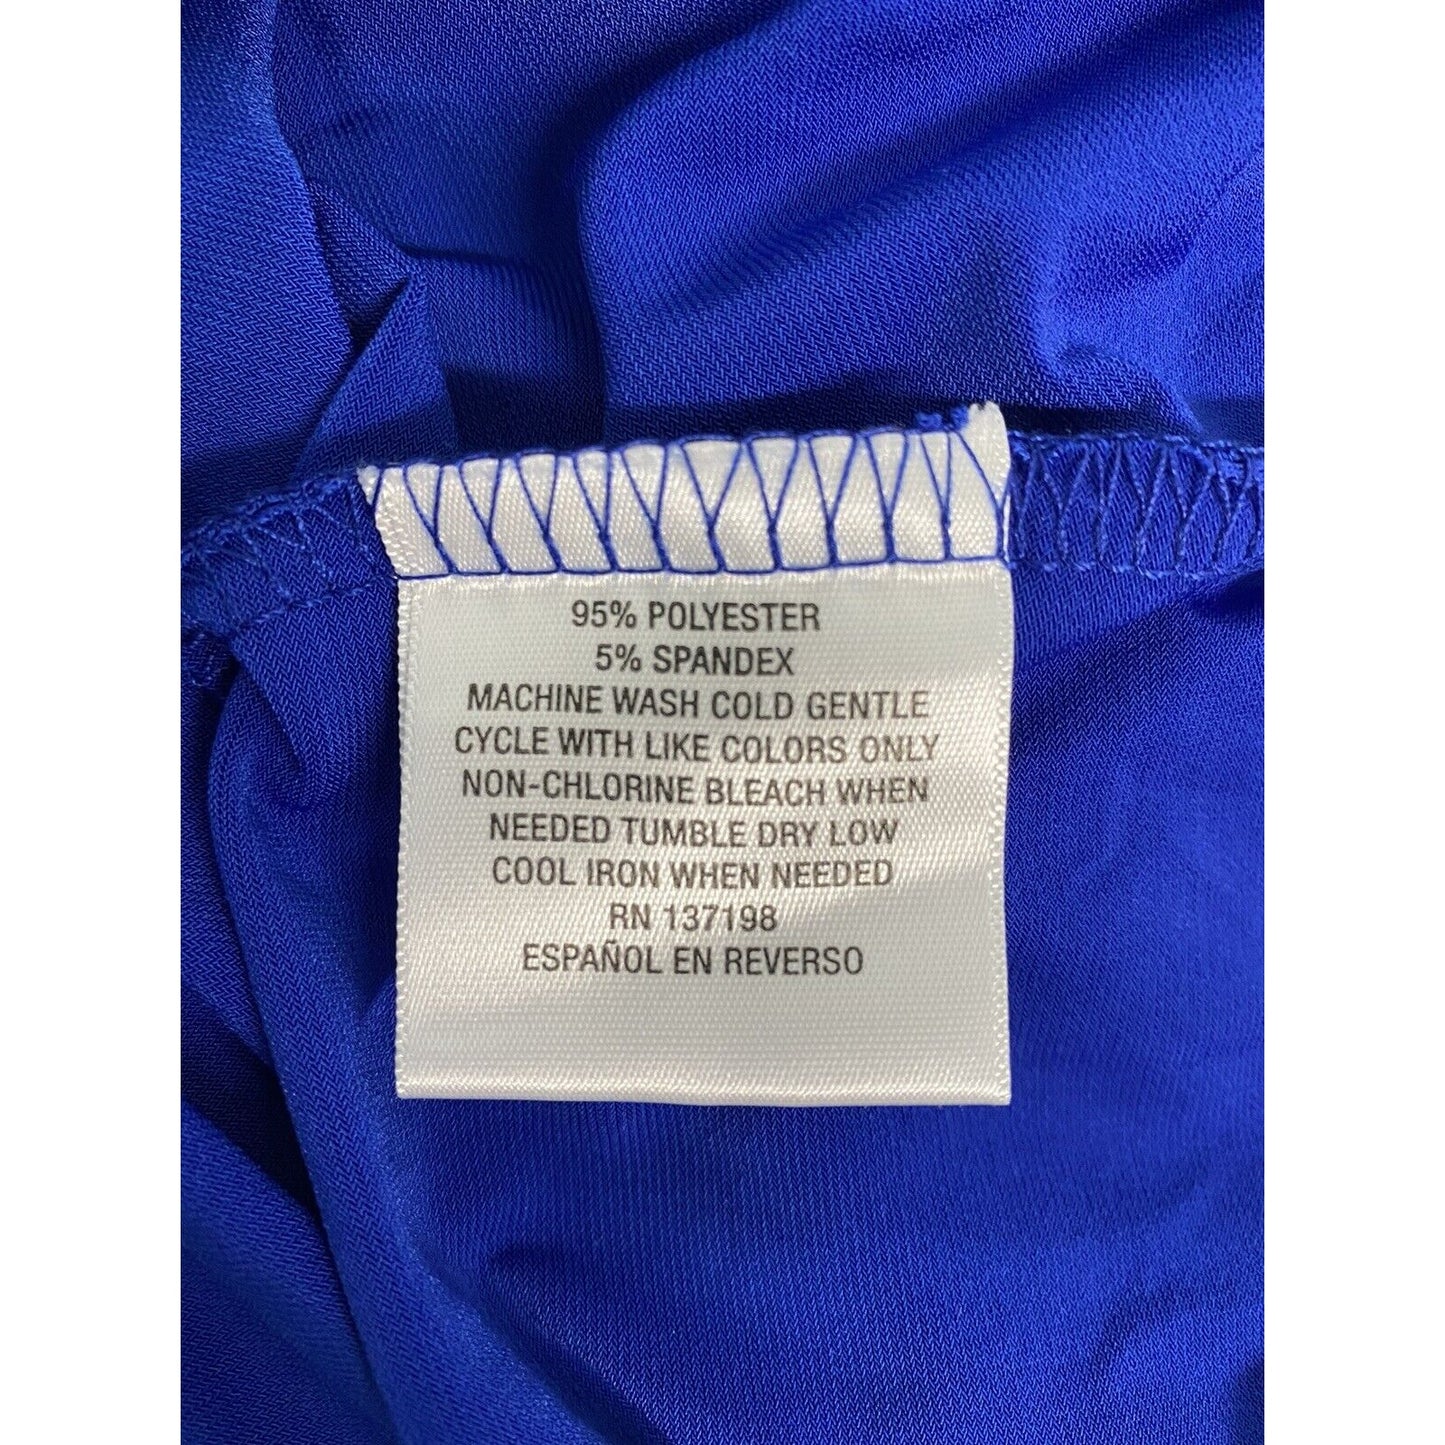 95% POLYESTER
5% SPANDEX
MACHINE WASH COLD GENTLE
CYCLE WITH LIKE COLORS ONLY
NON-CHLORINE BLEACH WHEN
NEEDED TUMBLE DRY LOW
COOL IRON WHEN NEEDED
RN 137198
ESPAÑOL EN REVERSO